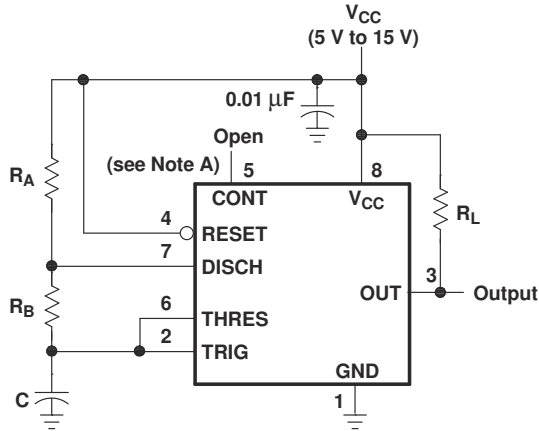 VCC
(5 V to 15 V)
0.01 μF
Open
(see Note A)
5
8
CONT
VCC
RA
RL
4
RESET
7
DISCH
3
OUT
Output
RB
6
THRES
2
TRIG
GND
C
1